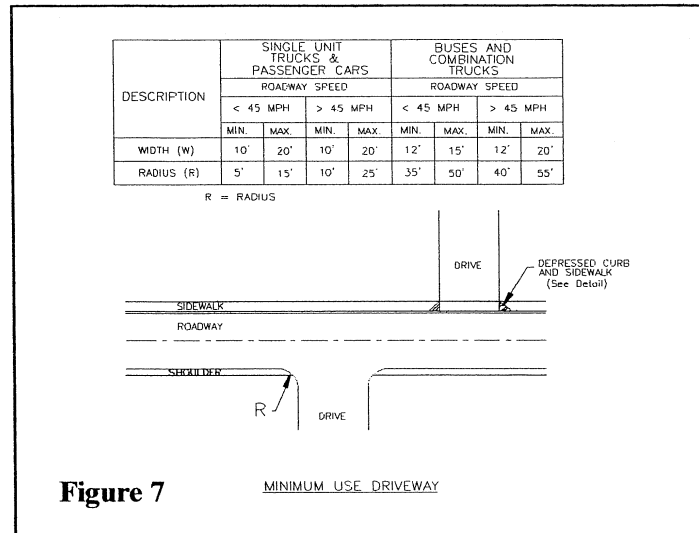 DESCRIPTION
SINGLE UNIT
TRUCKS &
PASSENGER CARS
BUSES AND
COMBINATION
TRUCKS
ROADWAY SPEED ROADWAY SPEED
< 45 MPH > 45 MPH < 45 MPH > 45 MPH
MIN. MAX. MIN. MAX. MIN. MAX. MIN. MAX.
WIDTH (W) 10' 20' 10' 20' 12' 15' 12' 20'
RADIUS (R) 5' 15' 10' 25' 35' 50' 40' 55'
R = RADIUS
DRIVE
DEPRESSED CURB
AND SIDEWALK
(See Detail)
SIDEWALK
ROADWAY
SHOULDER
R
DRIVE
Figure 7 MINIMUM USE DRIVEWAY